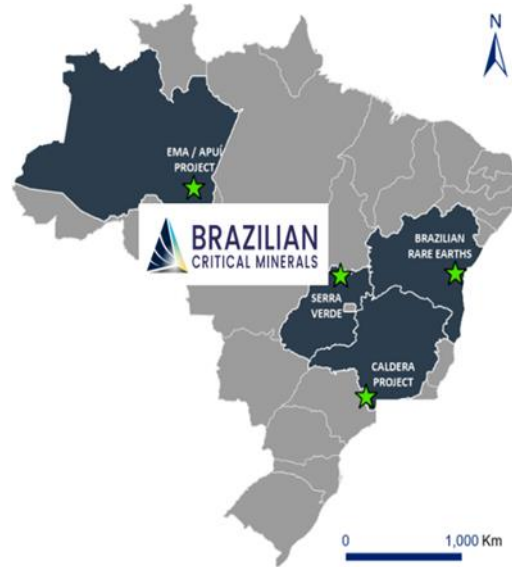 N
EMA / APUÍ
PROJECT
BRAZILIAN
CRITICAL MINERALS
BRAZILIAN
RARE EARTHS
SERRA
VERDE
CALDERA
PROJECT
0 1,000 Km